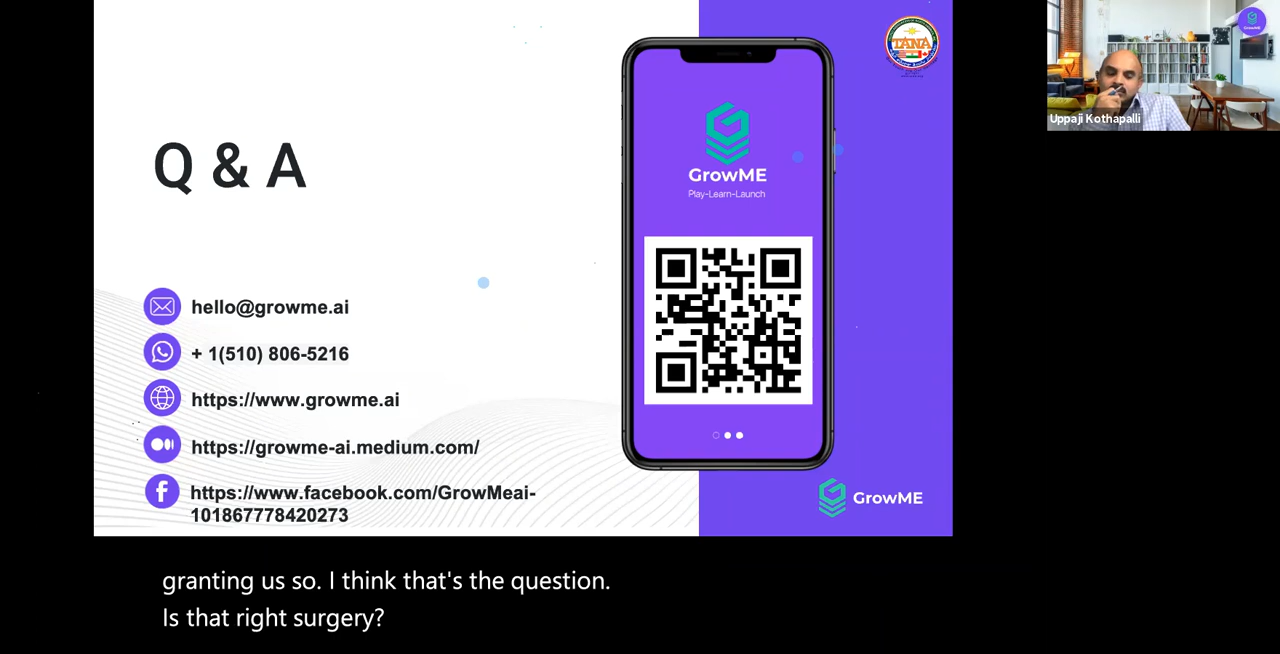 Q & A
hello@growme.ai
+ 1(510) 806-5216
https://www.growme.ai
https://growme-ai.medium.com/
https://www.facebook.com/GrowMeai-
101867778420273
GrowME
Play-Learn-Launch
TANA
GrowME
GrowME
Uppaji Kothapalli
granting us so. I think that's the question.
Is that right surgery?